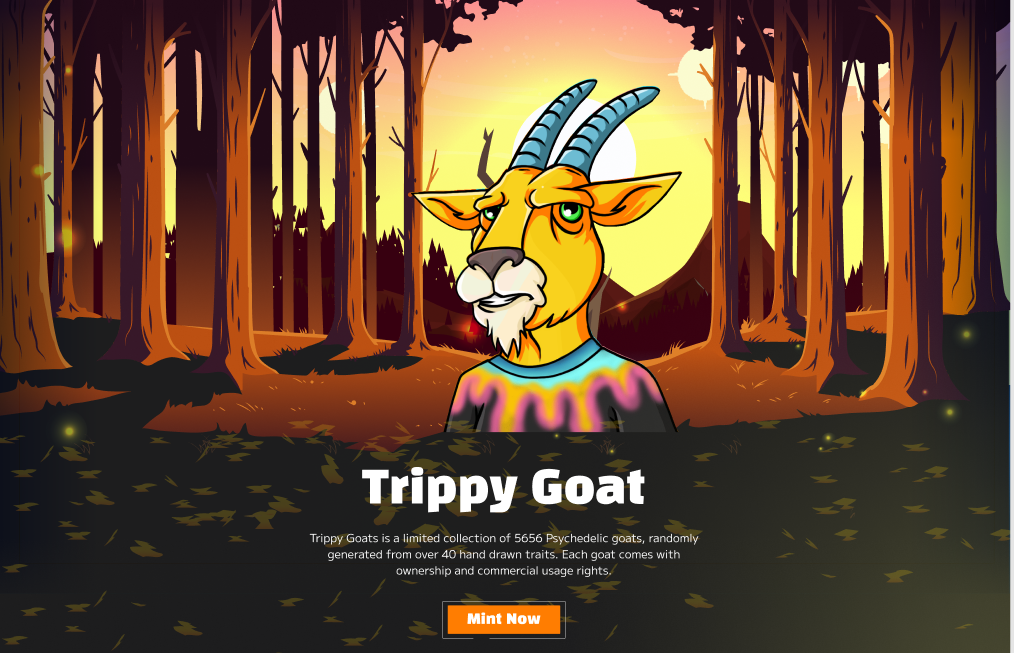 Trippy Goat
Trippy Goats is a limited collection of 5656 Psychedelic goats, randomly
generated from over 40 hand drawn traits. Each goat comes with
ownership and commercial usage rights.
Mint Now